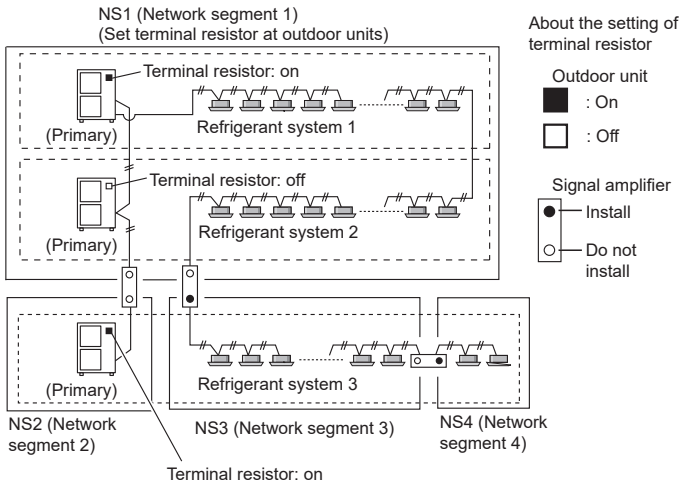 NS1 (Network segment 1)
(Set terminal resistor at outdoor units)
Terminal resistor: on
(Primary)
Refrigerant system 1
Terminal resistor: off
(Primary)
Refrigerant system 2
(Primary)
Refrigerant system 3
NS2 (Network
segment 2)
NS3 (Network segment 3)
NS4 (Network
segment 4)
Terminal resistor: on
About the setting of
terminal resistor
Outdoor unit
: On
: Off
Signal amplifier
Install
Do not
install